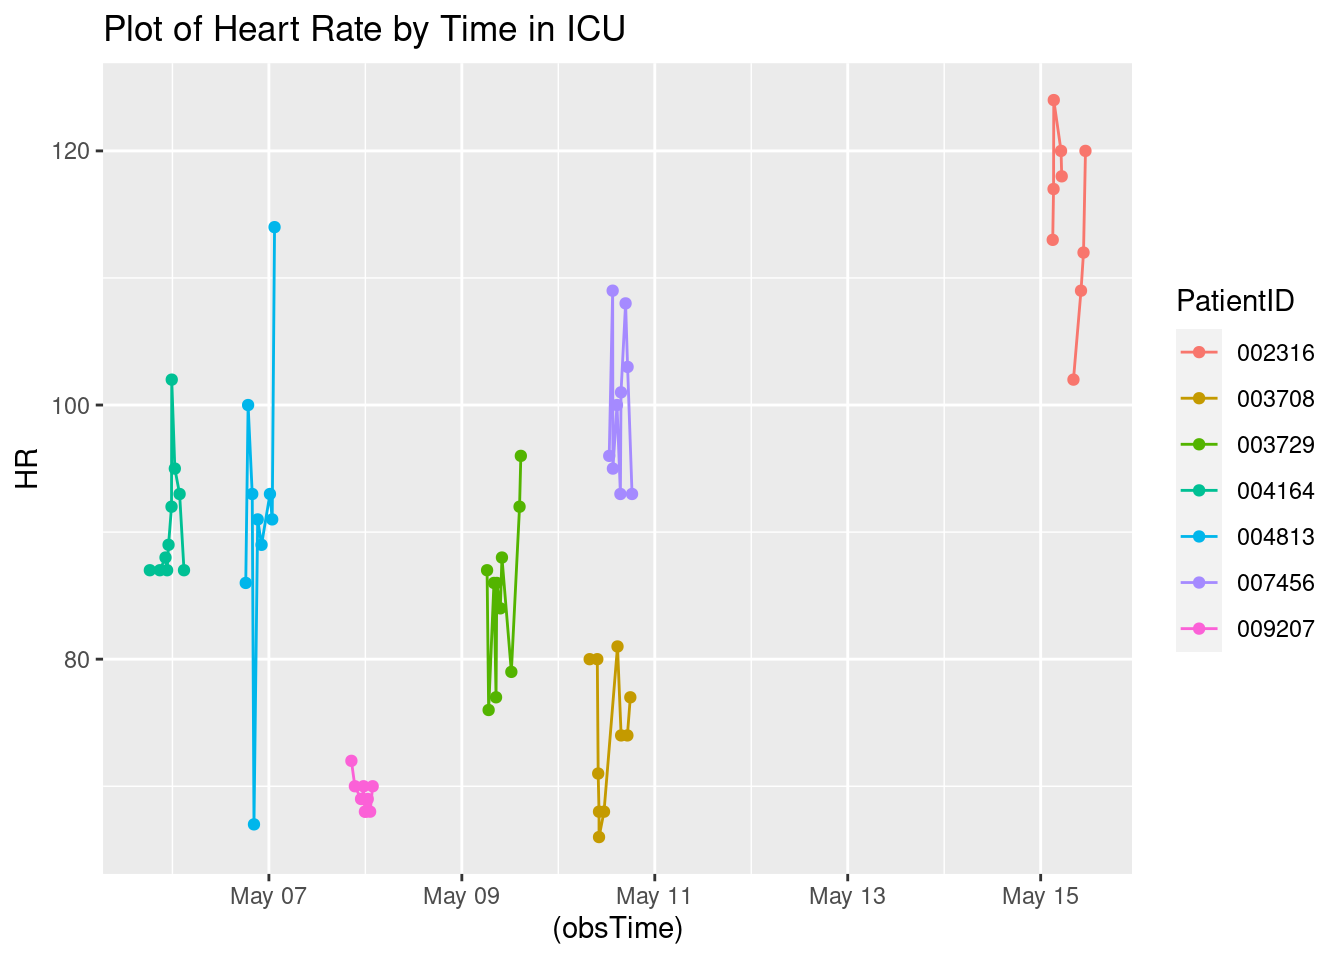 Plot of Heart Rate by Time in ICU
120
100
80
HR
May 07
May 09
May 11
May 13
May 15
(obsTime)
PatientID
002316
003708
003729
004164
004813
007456
009207